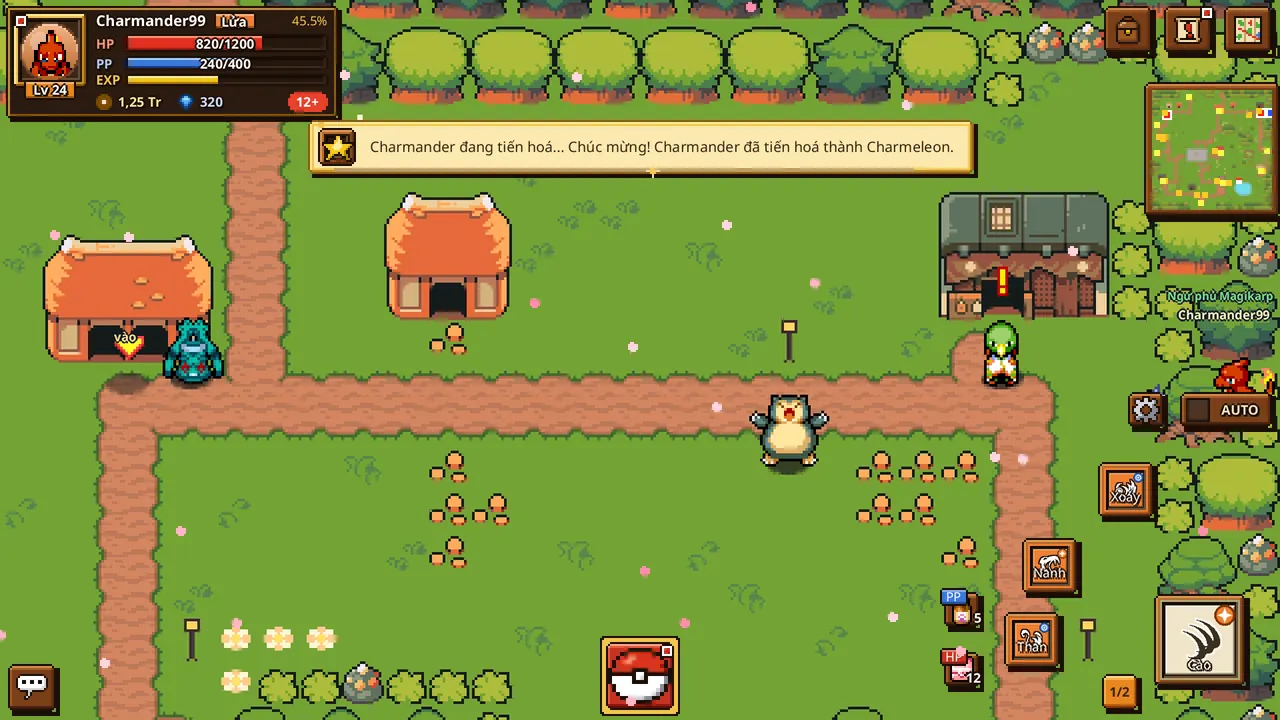 Charmander99 Lửa 45.5%
HP 820/1200
PP 240/400
EXP
Lv 24
1,25 Tr 320 12+
Charmander đang tiến hoá... Chúc mừng! Charmander đã tiến hoá thành Charmeleon.
Ngư phủ Magikarp
Charmander99
vào
AUTO
Xoáy
Nanh
PP
5
Thần
HP
12
Cào
1/2